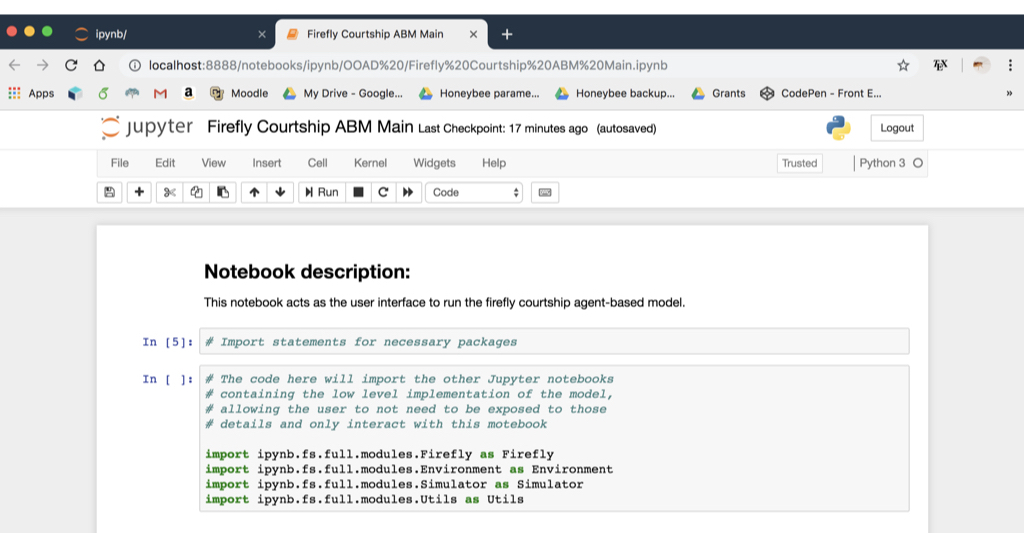 ipynb/
Firefly Courtship ABM Main
localhost:8888/notebooks/ipynb/OOAD%20/Firefly%20Courtship%20ABM%20Main.ipynb
Apps
Moodle
My Drive - Google...
Honeybee parame...
Honeybee backup...
Grants
CodePen - Front E...
jupyter Firefly Courtship ABM Main Last Checkpoint: 17 minutes ago (autosaved)
Logout
File Edit View Insert Cell Kernel Widgets Help
Trusted
Python 3
Run
Code
Notebook description:
This notebook acts as the user interface to run the firefly courtship agent-based model.
In [5]: # Import statements for necessary packages
In [ ]: # The code here will import the other Jupyter notebooks
# containing the low level implementation of the model,
# allowing the user to not need to be exposed to those
# details and only interact with this motebook
import ipynb.fs.full.modules.Firefly as Firefly
import ipynb.fs.full.modules.Environment as Environment
import ipynb.fs.full.modules.Simulator as Simulator
import ipynb.fs.full.modules.Utils as Utils